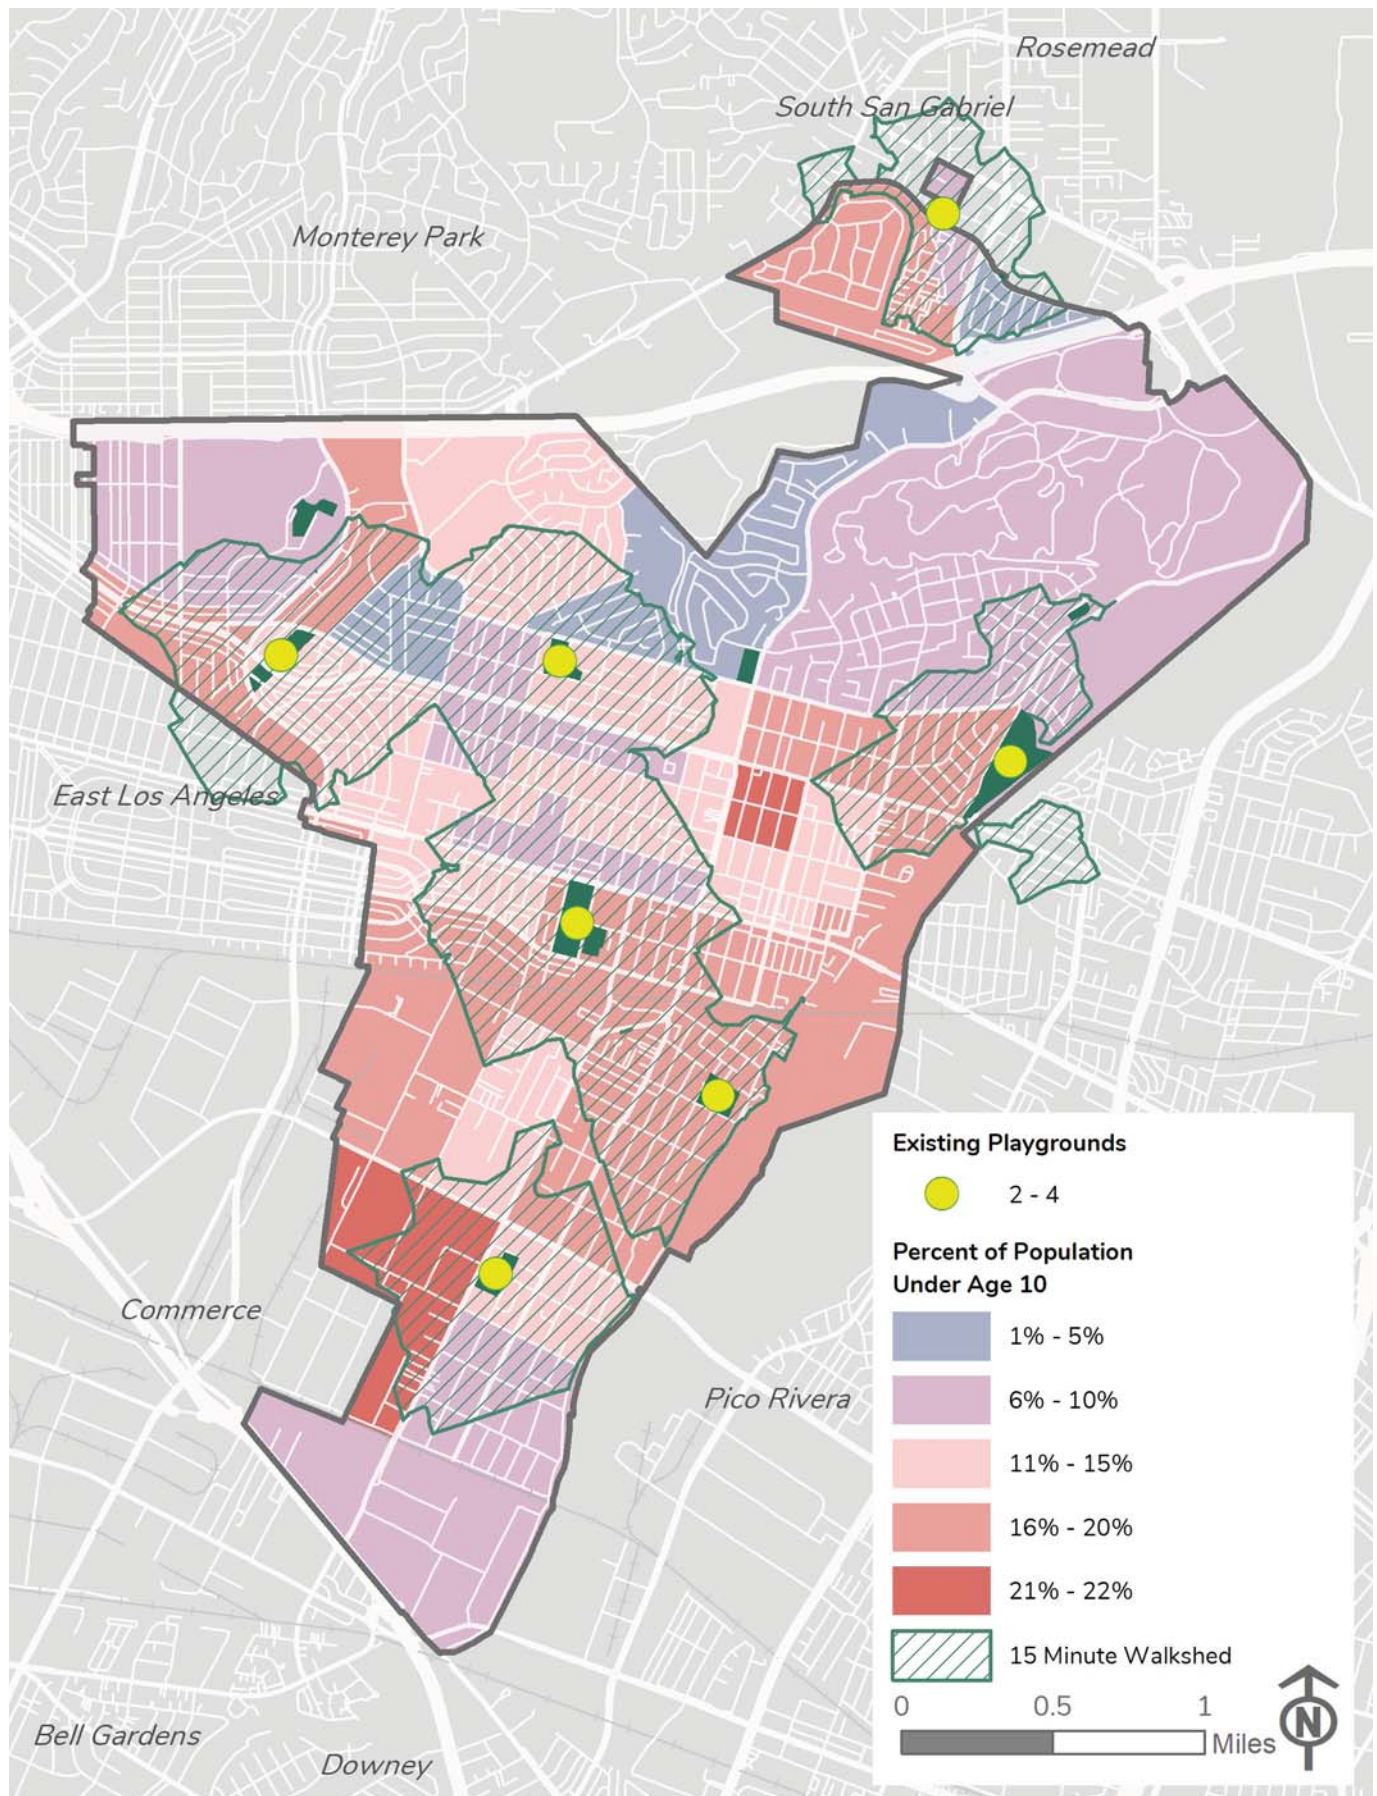 Rosemead
South San Gabriel
Monterey Park
East Los Angeles
Commerce
Pico Rivera
Bell Gardens
Downey
Existing Playgrounds
2 - 4
Percent of Population
Under Age 10
1% - 5%
6% - 10%
11% - 15%
16% - 20%
21% - 22%
15 Minute Walkshed
0 0.5 1
Miles
N